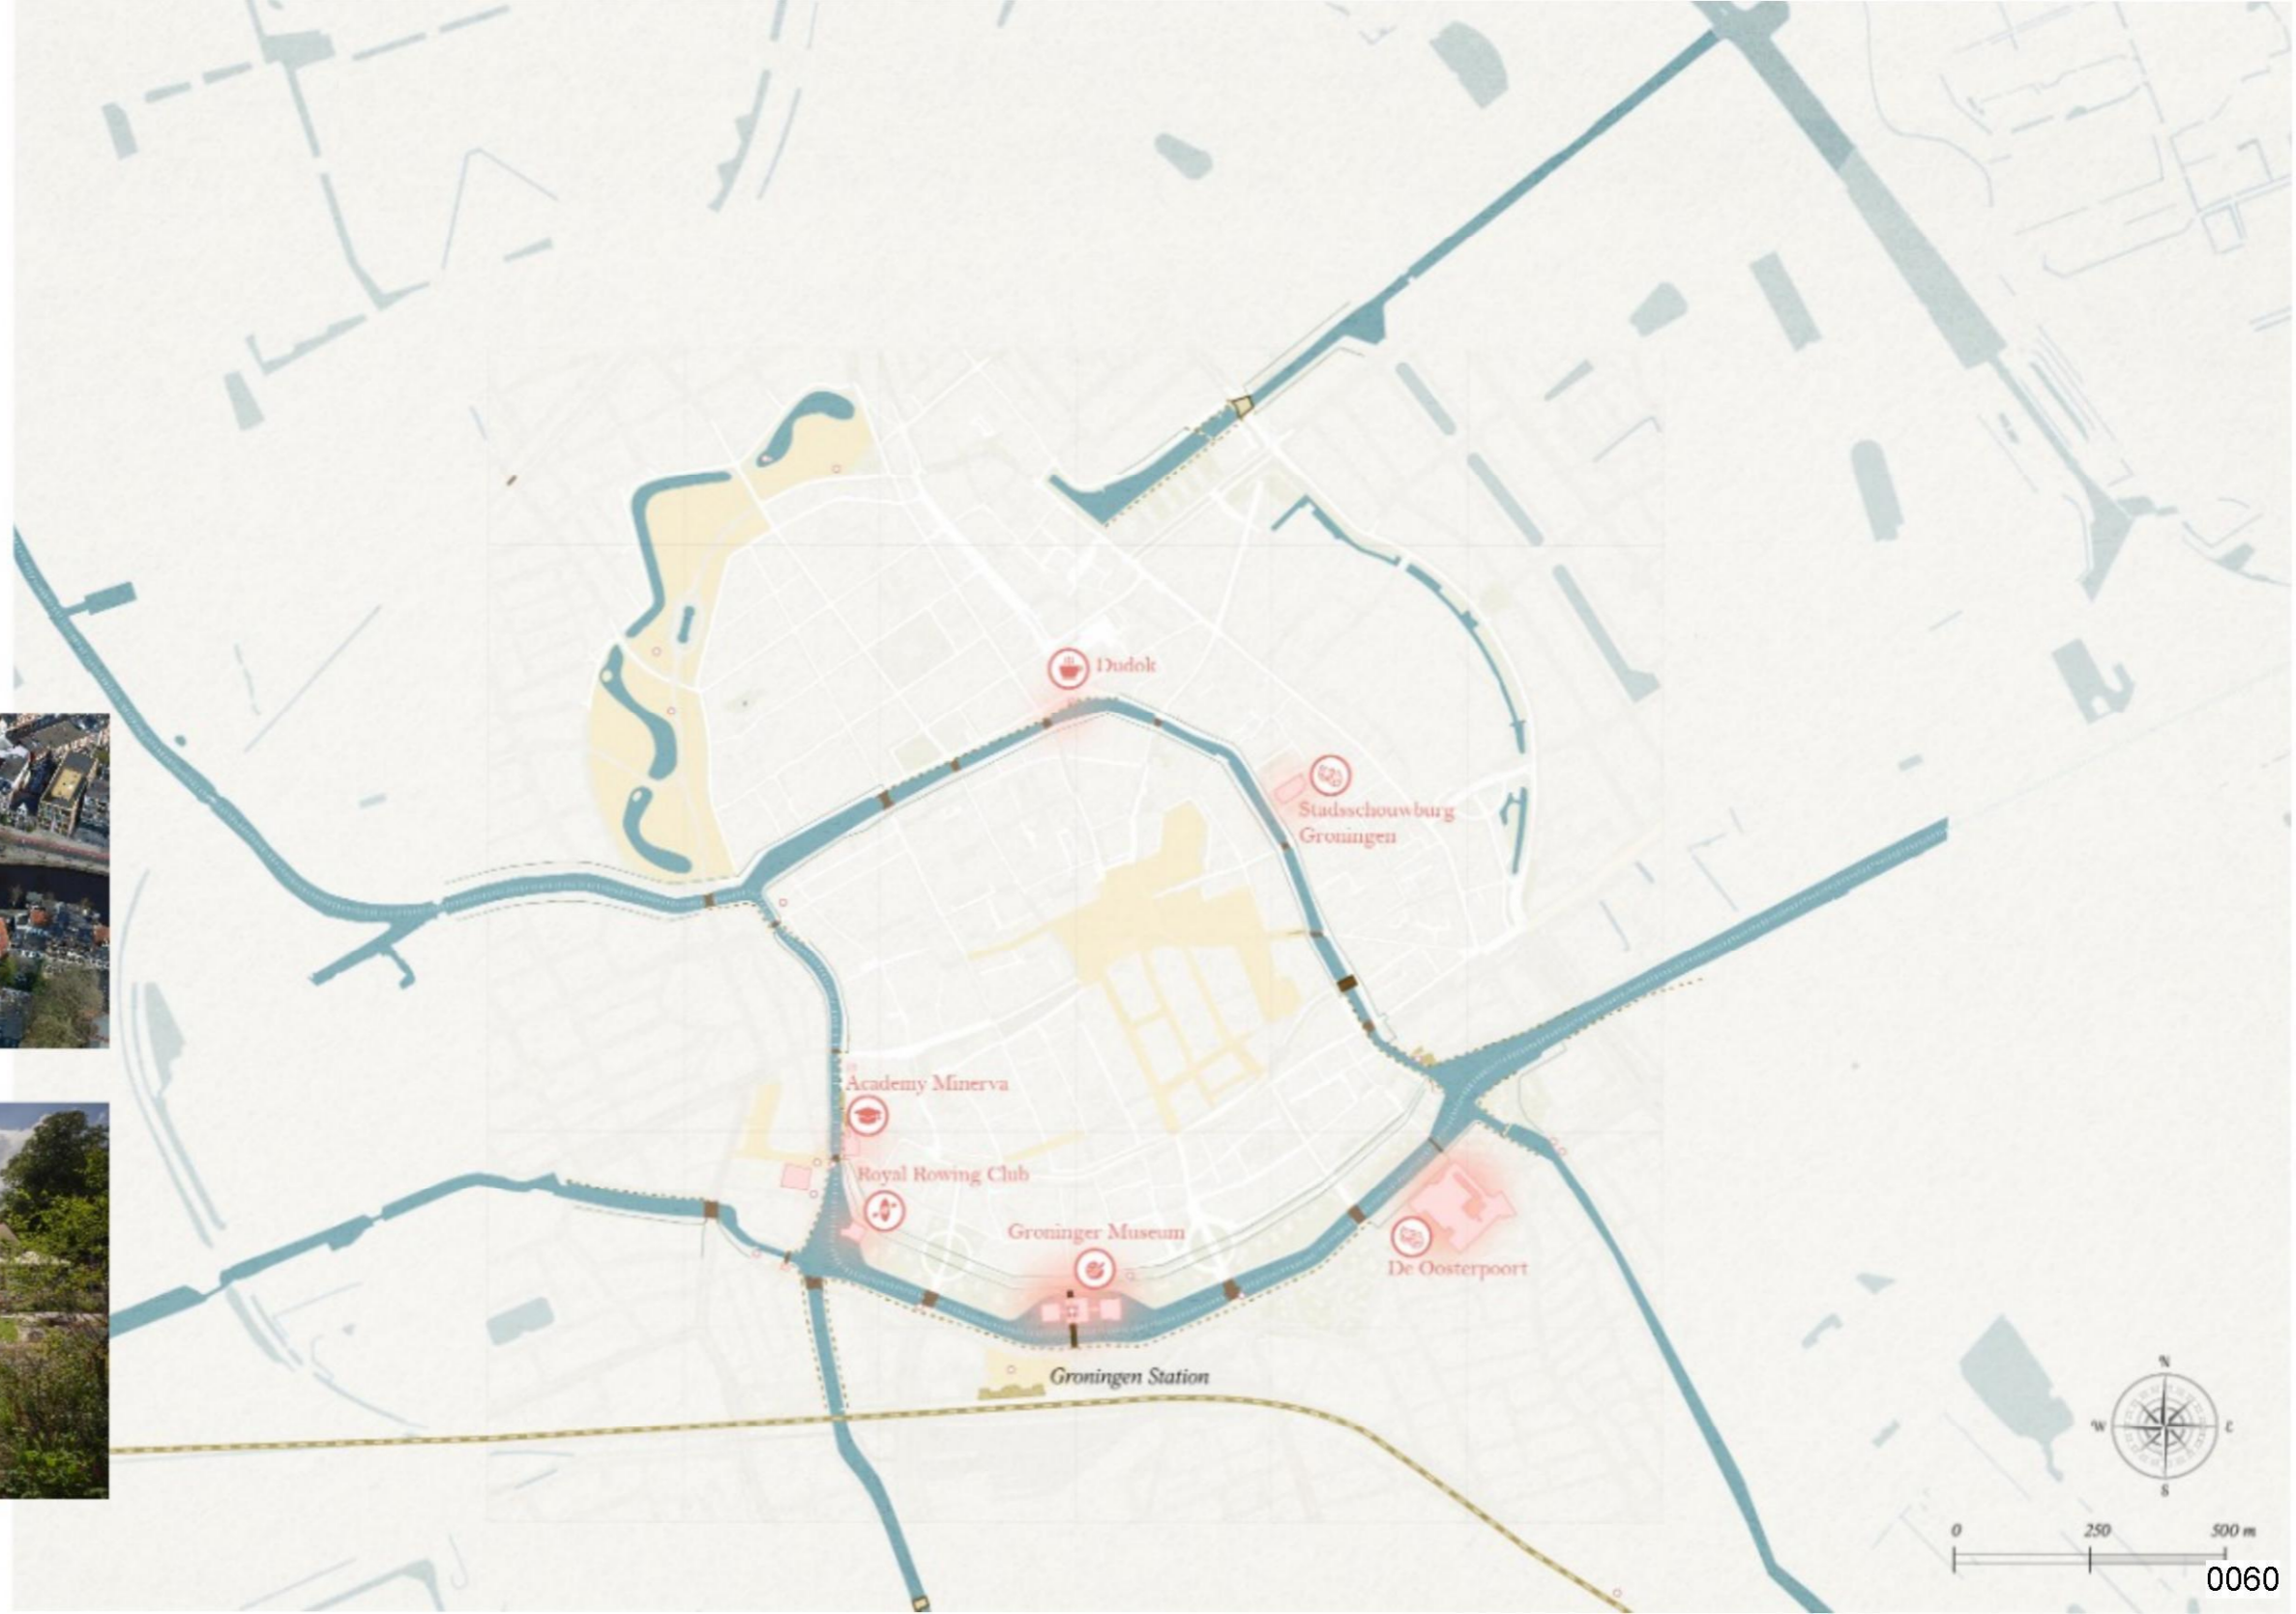 Dudok
Stadsschouwburg
Groningen
Academy Minerva
Royal Rowing Club
Groninger Museum
De Oosterpoort
Groningen Station
N
W
E
S
0
250
500 m
0060